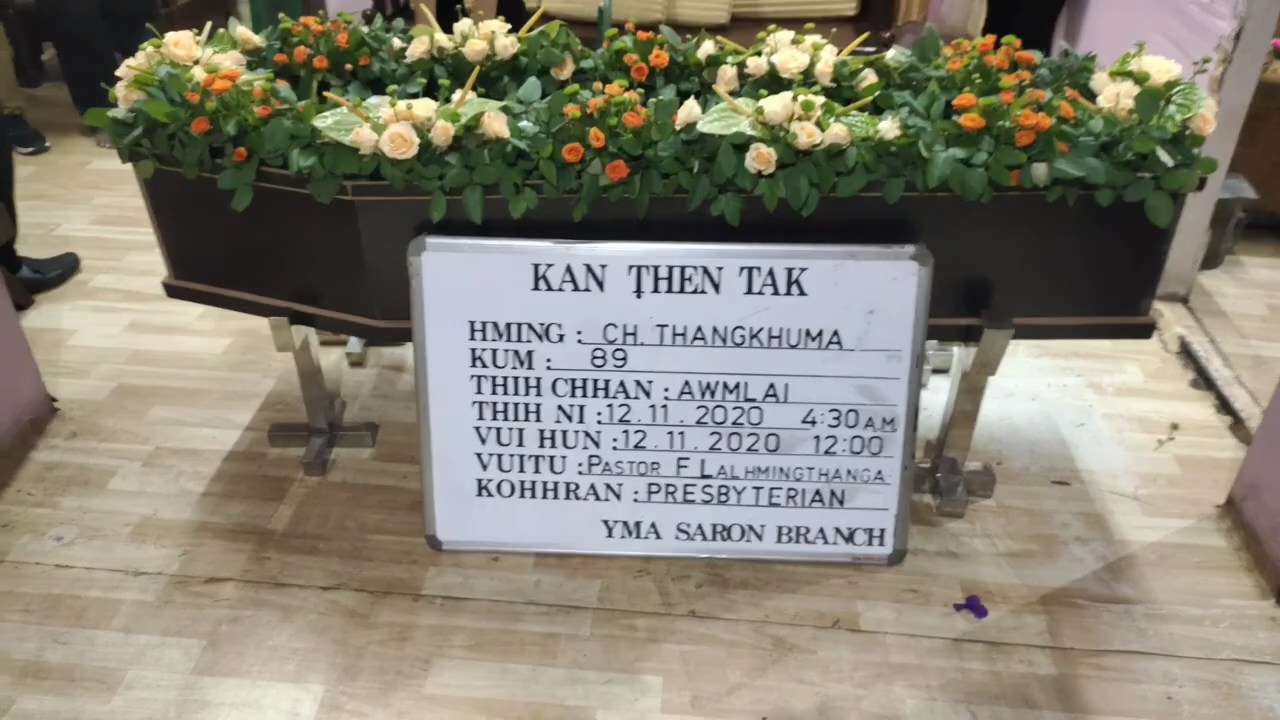 KAN ṬHEN TAK
HMING : CH. THANGKHUMA
KUM : 89
THIH CHHAN : AWMLAI
THIH NI : 12.11.2020 4:30 A.M
VUI HUN : 12.11.2020 12:00
VUITU : PASTOR F LALHMINGTHANGA
KOHHRAN : PRESBYTERIAN
YMA SARON BRANCH